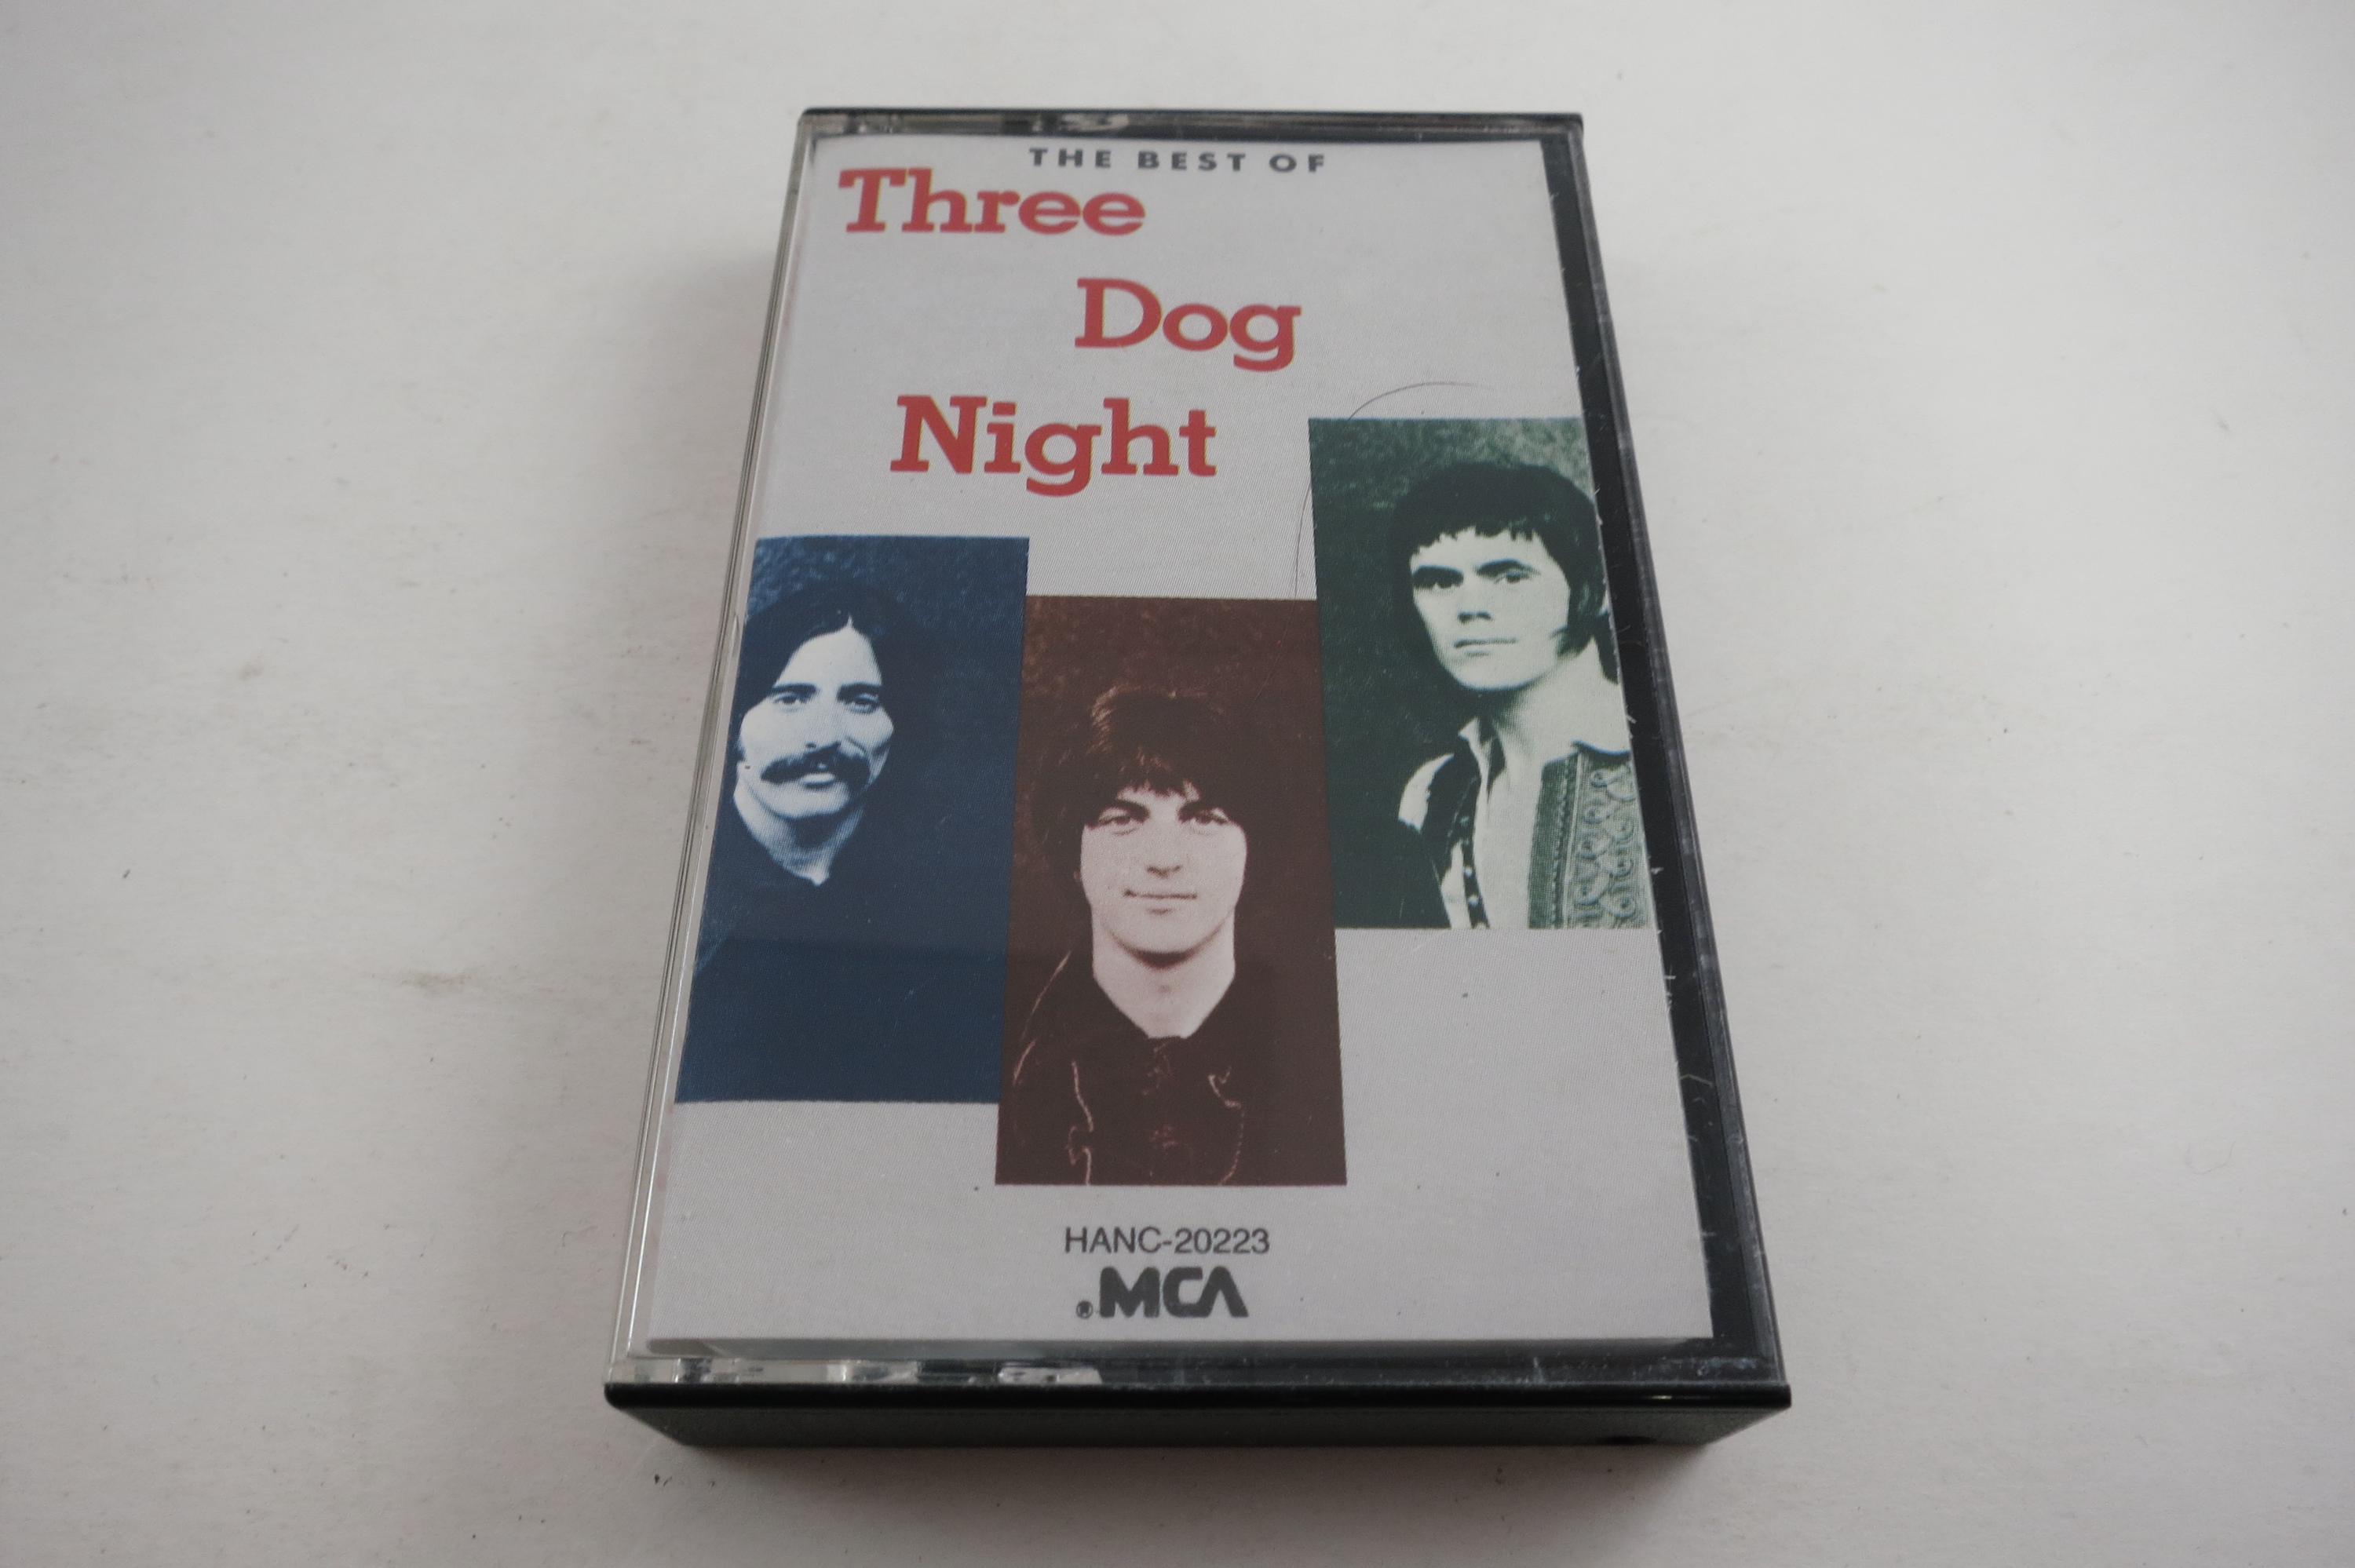 THE BEST OF
Three
Dog
Night
HANC-20223
® MCA